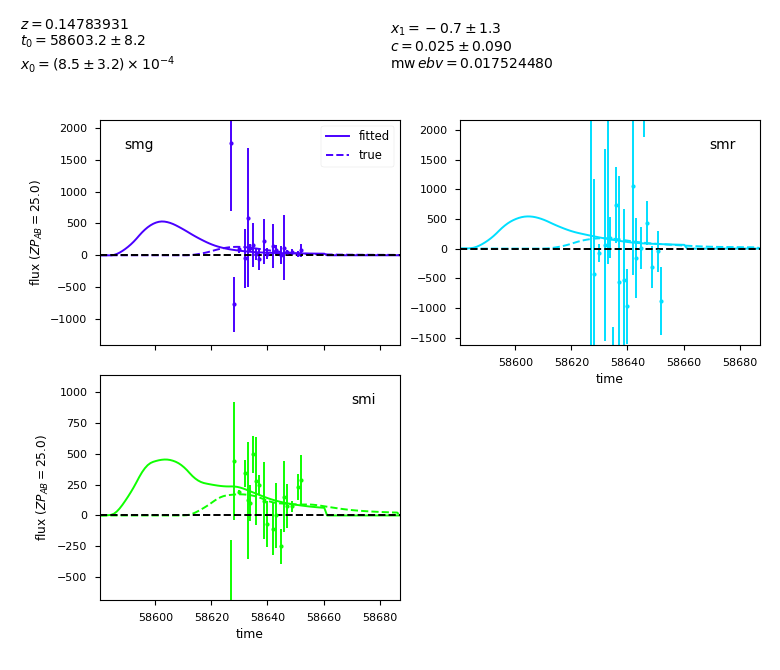 z = 0.14783931
t₀ = 58603.2 ± 8.2
x₀ = (8.5 ± 3.2) × 10⁻⁴
x₁ = −0.7 ± 1.3
c = 0.025 ± 0.090
mw ebv = 0.017524480
smg
fitted
true
2000
1500
1000
500
0
−500
−1000
flux (ZP_AB = 25.0)
smr
2000
1500
1000
500
0
−500
−1000
−1500
58600 58620 58640 58660 58680
time
smi
1000
750
500
250
0
−250
−500
flux (ZP_AB = 25.0)
58600 58620 58640 58660 58680
time